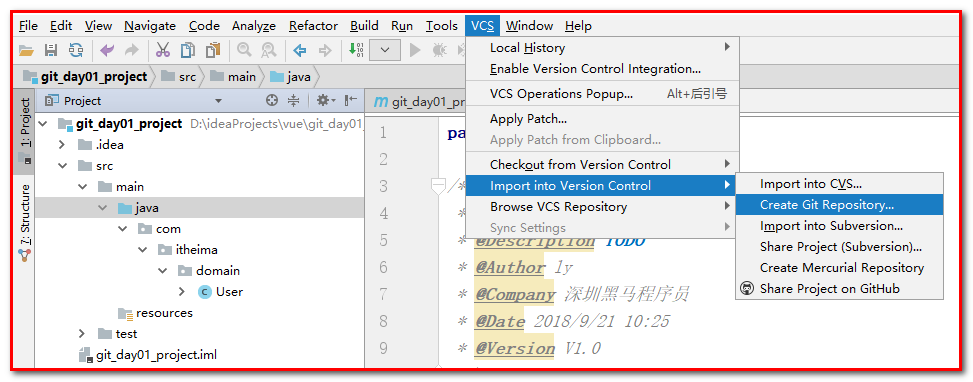 File Edit View Navigate Code Analyze Refactor Build Run Tools VCS Window Help
git_day01_project src main java
Project
git_day01_pr
1: Project
7: Structure
git_day01_project D:\ideaProjects\vue\git_day01_
.idea
src
main
java
com
itheima
domain
User
resources
test
git_day01_project.iml
1 pa
2
3 /*
4 *
5 * @Description TODO
6 * @Author ly
7 * @Company 深圳黑马程序员
8 * @Date 2018/9/21 10:25
9 * @Version V1.0
Local History
Enable Version Control Integration...
VCS Operations Popup... Alt+后引号
Apply Patch...
Apply Patch from Clipboard...
Checkout from Version Control
Import into Version Control
Browse VCS Repository
Sync Settings
Import into CVS...
Create Git Repository...
Import into Subversion...
Share Project (Subversion)...
Create Mercurial Repository
Share Project on GitHub